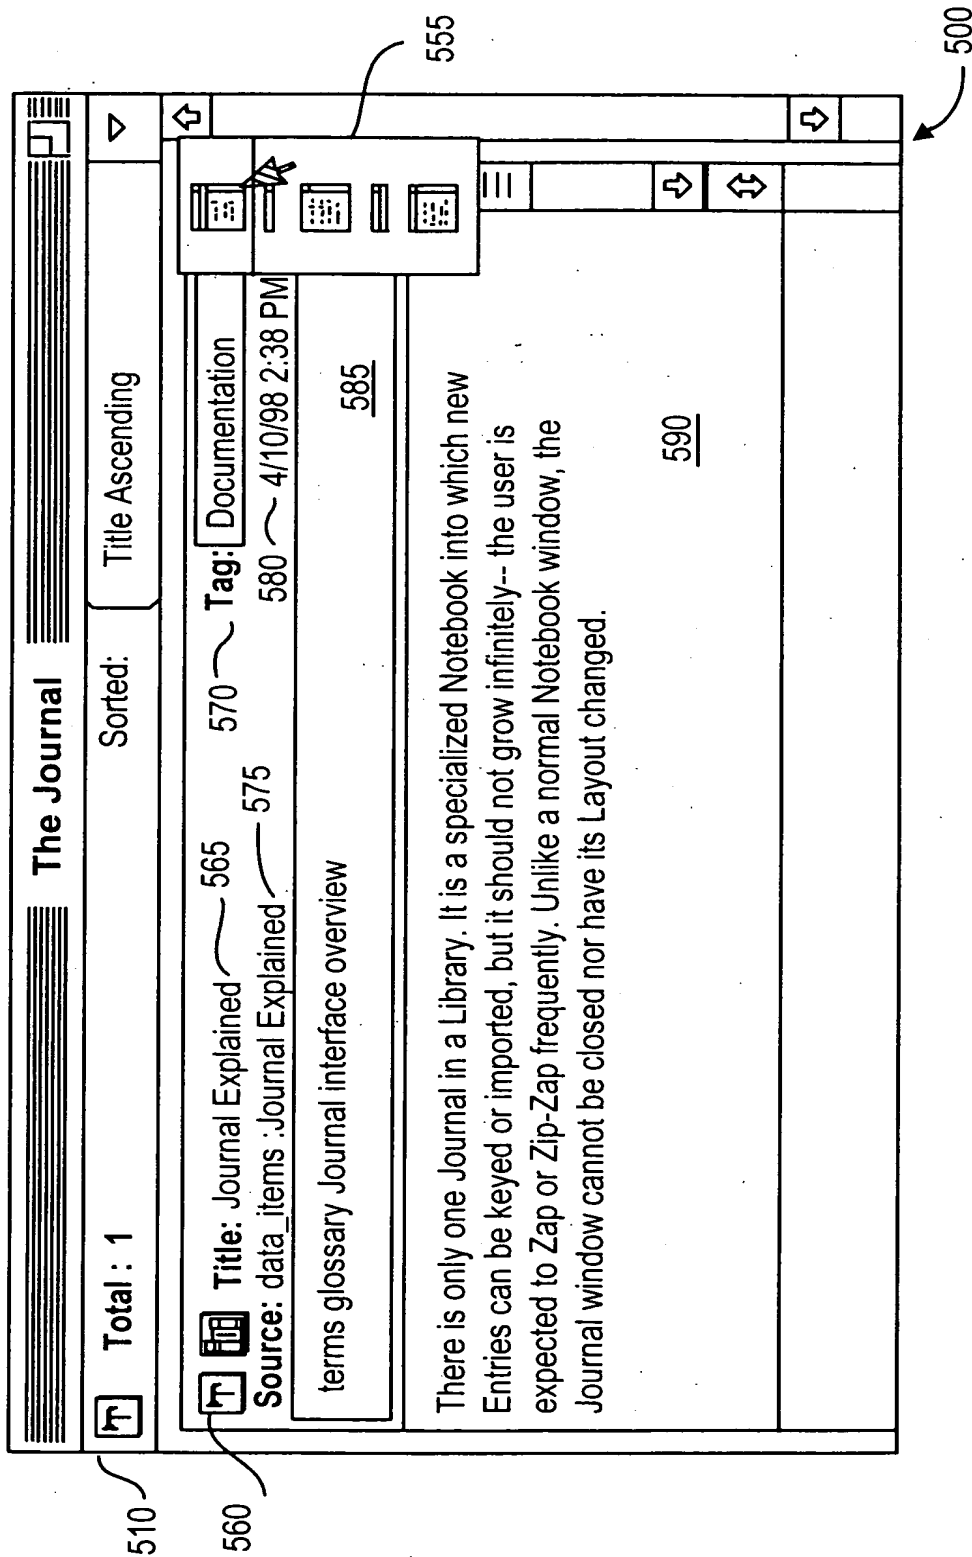 The Journal
510
Total : 1
Sorted:
Title Ascending
560
Title: Journal Explained
565
570
Tag:
Documentation
555
Source: data_items :Journal Explained
575
580
4/10/98 2:38 PM
terms glossary Journal interface overview
585
There is only one Journal in a Library. It is a specialized Notebook into which new
Entries can be keyed or imported, but it should not grow infinitely-- the user is
expected to Zap or Zip-Zap frequently. Unlike a normal Notebook window, the
Journal window cannot be closed nor have its Layout changed.
590
500